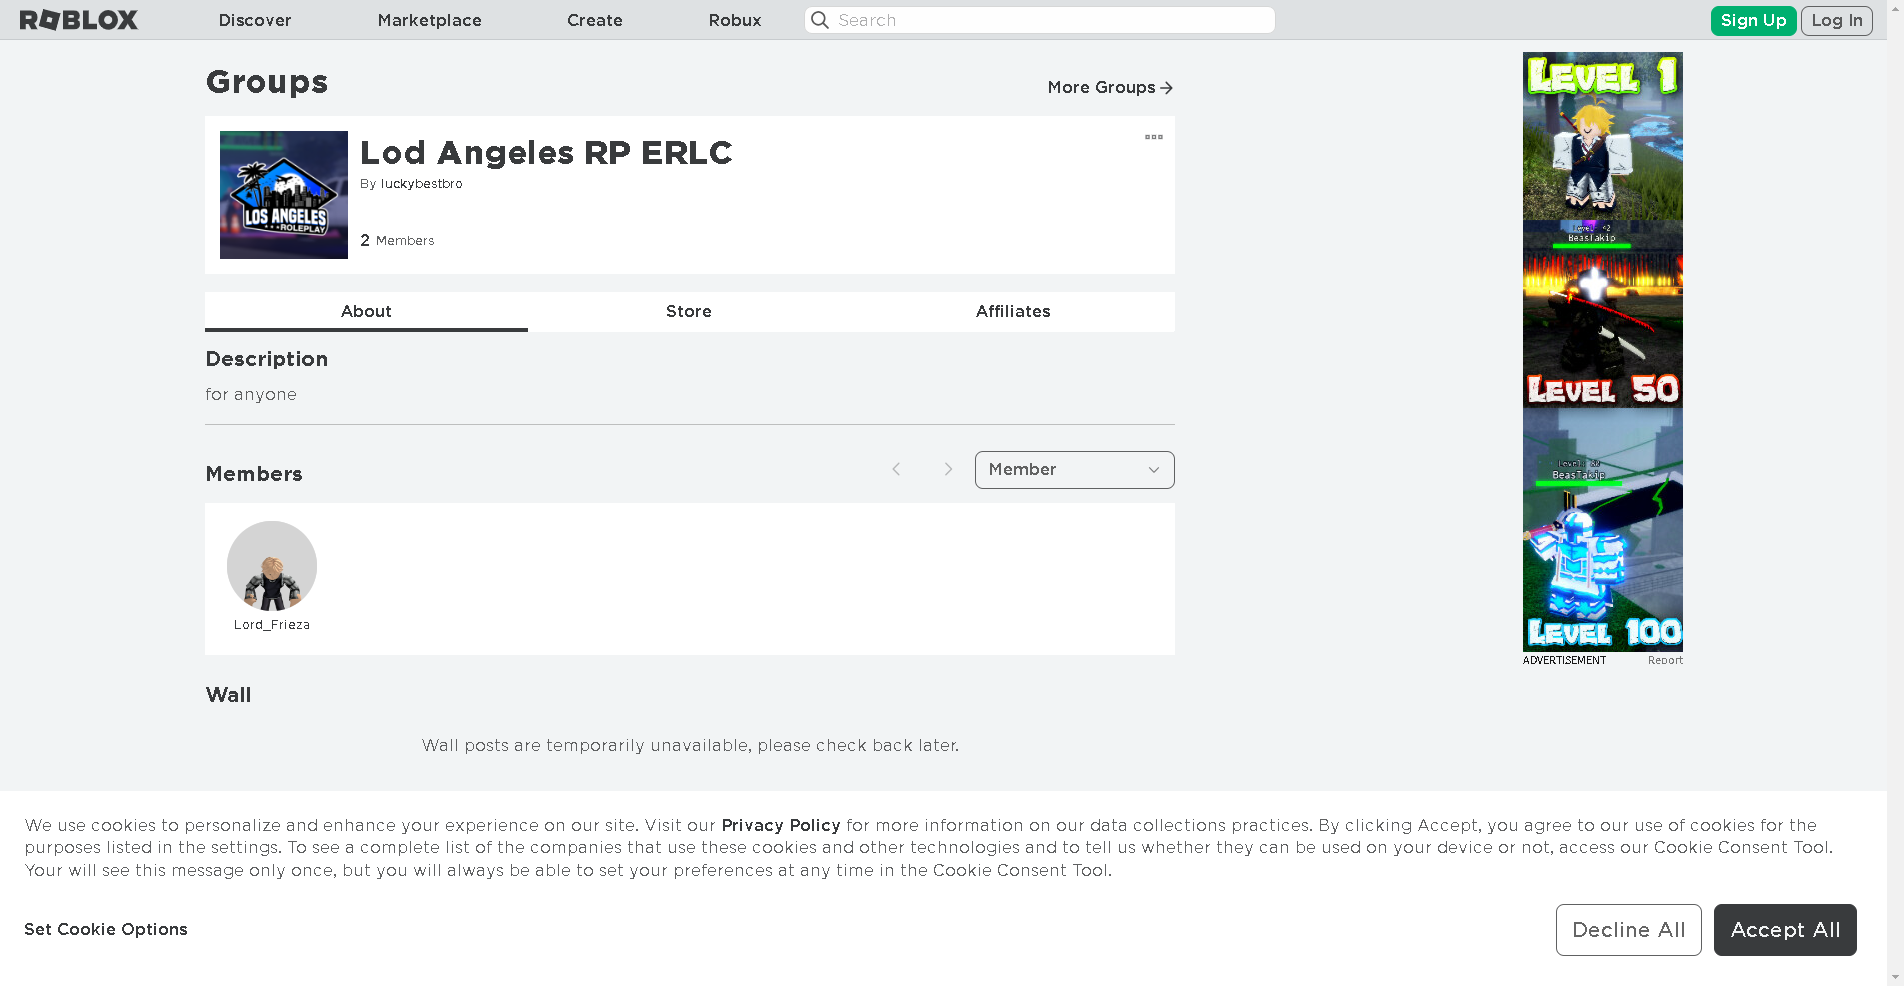 ROBLOX
Discover
Marketplace
Create
Robux
Search
Sign Up
Log In
Groups
More Groups
Lod Angeles RP ERLC
By luckybestbro
2 Members
LOS ANGELES
ROLEPLAY
About
Store
Affiliates
Description
for anyone
Members
Member
Lord_Frieza
Wall
Wall posts are temporarily unavailable, please check back later.
LEVEL 1
BeasTakip
LEVEL 50
BeasTakip
LEVEL 100
ADVERTISEMENT
Report
We use cookies to personalize and enhance your experience on our site. Visit our Privacy Policy for more information on our data collections practices. By clicking Accept, you agree to our use of cookies for the
purposes listed in the settings. To see a complete list of the companies that use these cookies and other technologies and to tell us whether they can be used on your device or not, access our Cookie Consent Tool.
Your will see this message only once, but you will always be able to set your preferences at any time in the Cookie Consent Tool.
Set Cookie Options
Decline All
Accept All